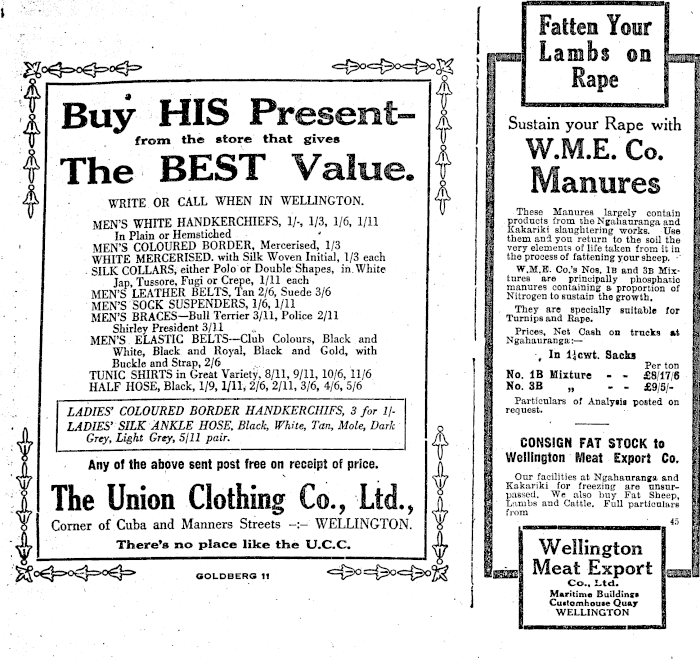 Buy HIS Present–
from the store that gives
The BEST Value.
WRITE OR CALL WHEN IN WELLINGTON.
MEN'S WHITE HANDKERCHIEFS, 1/-, 1/3, 1/6, 1/11
In Plain or Hemstiched
MEN'S COLOURED BORDER, Mercerised, 1/3
WHITE MERCERISED. with Silk Woven Initial, 1/3 each
SILK COLLARS, either Polo or Double Shapes, in White
Jap, Tussore, Fugi or Crepe, 1/11 each
MEN'S LEATHER BELTS, Tan 2/6, Suede 3/6
MEN'S SOCK SUSPENDERS, 1/6, 1/11
MEN'S BRACES—Bull Terrier 3/11, Police 2/11
Shirley President 3/11
MEN'S ELASTIC BELTS—Club Colours, Black and
White, Black and Royal, Black and Gold, with
Buckle and Strap, 2/6
TUNIC SHIRTS in Great Variety. 8/11, 9/11, 10/6, 11/6
HALF HOSE, Black, 1/9, 1/11, 2/6, 2/11, 3/6, 4/6, 5/6
LADIES' COLOURED BORDER HANDKERCHIFS, 3 for 1/-
LADIES' SILK ANKLE HOSE, Black, White, Tan, Mole, Dark
Grey, Light Grey, 5/11 pair.
Any of the above sent post free on receipt of price.
The Union Clothing Co., Ltd.,
Corner of Cuba and Manners Streets –:– WELLINGTON.
There's no place like the U.C.C.
GOLDBERG 11
Fatten Your
Lambs on
Rape
Sustain your Rape with
W.M.E. Co.
Manures
These Manures largely contain
products from the Ngahauranga and
Kakariki slaughtering works. Use
them and you return to the soil the
very elements of life taken from it in
the process of fattening your sheep.
W.M.E. Co.'s Nos. 1B and 3B Mix-
tures are principally phosphatic
manures containing a proportion of
Nitrogen to sustain the growth.
They are specially suitable for
Turnips and Rape.
Prices, Net Cash on trucks at
Ngahauranga:—
In 1½cwt. Sacks
Per ton
No. 1B Mixture - - £8/17/6
No. 3B „ - - £9/5/-
Particulars of Analysis posted on
request.
CONSIGN FAT STOCK to
Wellington Meat Export Co.
Our facilities at Ngahauranga and
Kakariki for freezing are unsur-
passed. We also buy Fat Sheep,
Lambs and Cattle. Full particulars
from
45
Wellington
Meat Export
Co., Ltd.
Maritime Buildings
Customhouse Quay
WELLINGTON